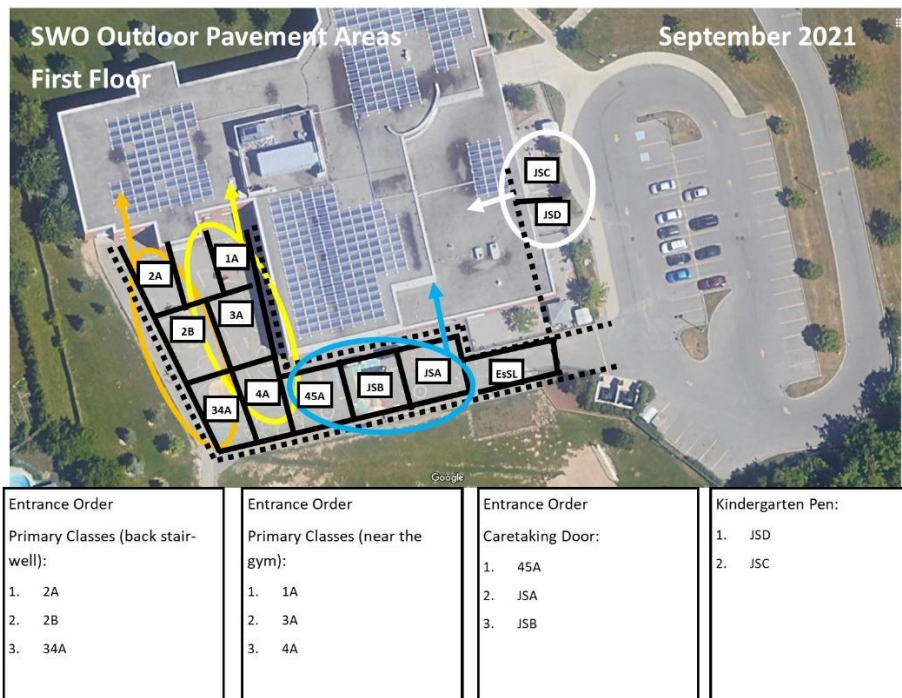 SWO Outdoor Pavement Areas
September 2021
First Floor
JSC
JSD
1A
2A
3A
2B
34A
4A
45A
JSB
JSA
EsSL
Google
Entrance Order
Primary Classes (back stair-
well):
1. 2A
2. 2B
3. 34A
Entrance Order
Primary Classes (near the
gym):
1. 1A
2. 3A
3. 4A
Entrance Order
Caretaking Door:
1. 45A
2. JSA
3. JSB
Kindergarten Pen:
1. JSD
2. JSC